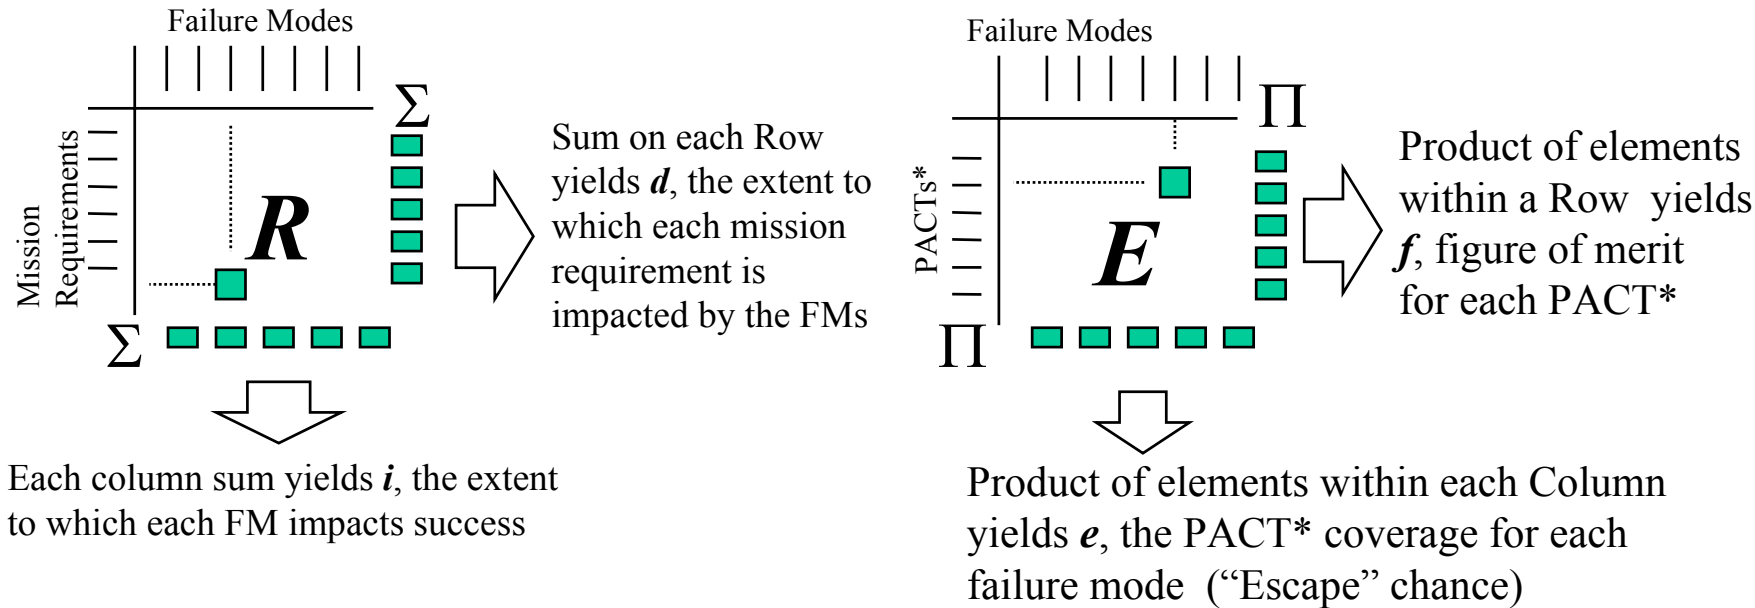 Failure Modes
Σ
Mission
Requirements
R
Σ
Sum on each Row
yields d, the extent to
which each mission
requirement is
impacted by the FMs
Each column sum yields i, the extent
to which each FM impacts success
Failure Modes
Π
PACTs*
E
Π
Product of elements
within a Row yields
f, figure of merit
for each PACT*
Product of elements within each Column
yields e, the PACT* coverage for each
failure mode (“Escape” chance)